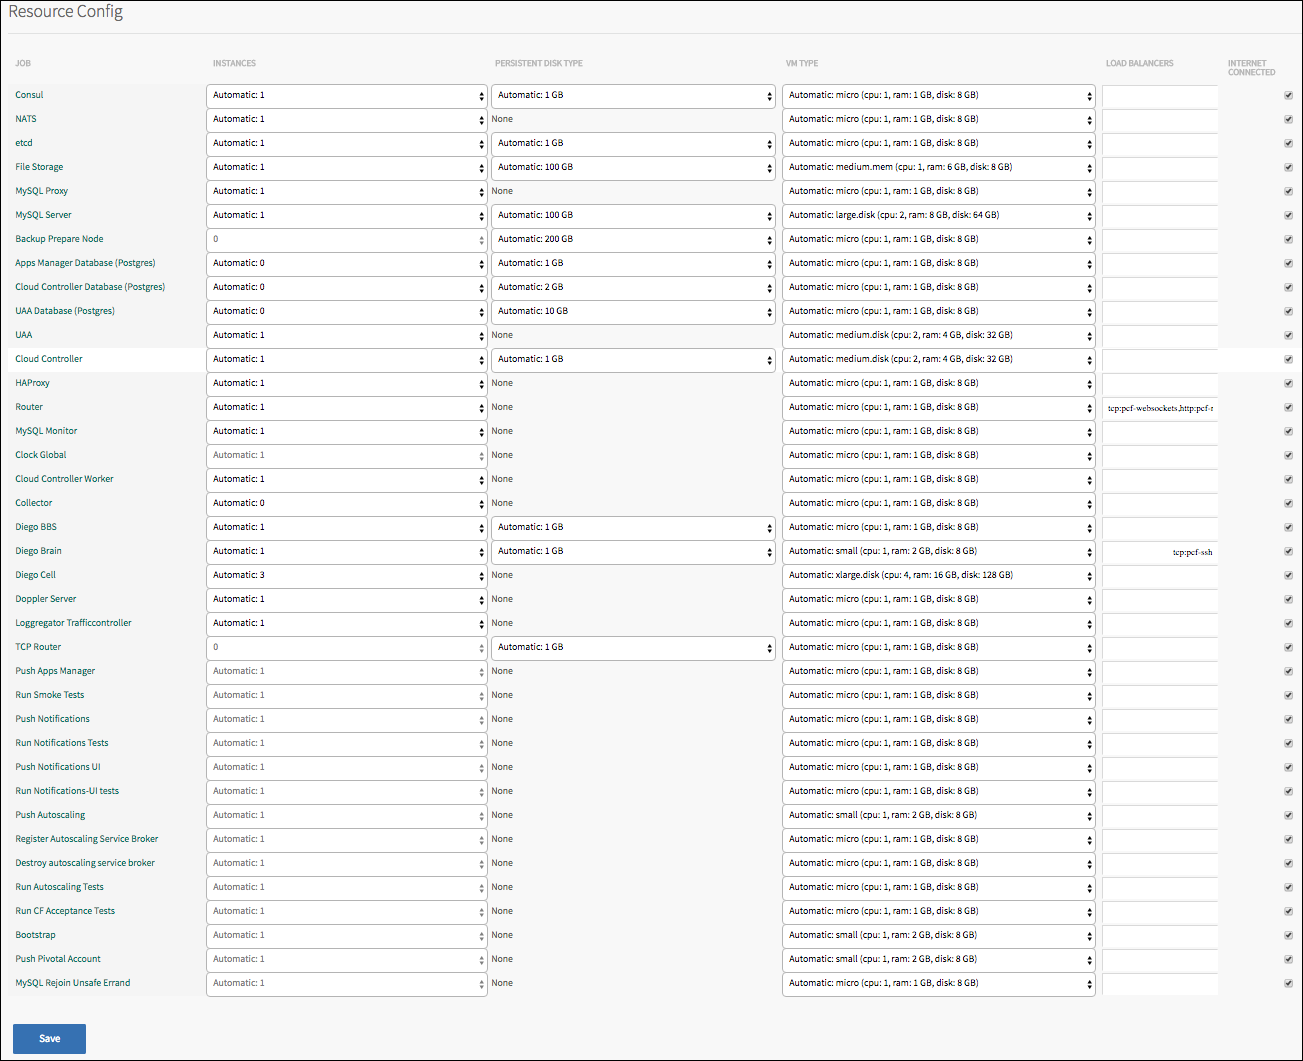 Resource Config
JOB INSTANCES PERSISTENT DISK TYPE VM TYPE LOAD BALANCERS INTERNET CONNECTED
Consul Automatic: 1 Automatic: 1 GB Automatic: micro (cpu: 1, ram: 1 GB, disk: 8 GB)
NATS Automatic: 1 None Automatic: micro (cpu: 1, ram: 1 GB, disk: 8 GB)
etcd Automatic: 1 Automatic: 1 GB Automatic: micro (cpu: 1, ram: 1 GB, disk: 8 GB)
File Storage Automatic: 1 Automatic: 100 GB Automatic: medium.mem (cpu: 1, ram: 6 GB, disk: 8 GB)
MySQL Proxy Automatic: 1 None Automatic: micro (cpu: 1, ram: 1 GB, disk: 8 GB)
MySQL Server Automatic: 1 Automatic: 100 GB Automatic: large.disk (cpu: 2, ram: 8 GB, disk: 64 GB)
Backup Prepare Node 0 Automatic: 200 GB Automatic: micro (cpu: 1, ram: 1 GB, disk: 8 GB)
Apps Manager Database (Postgres) Automatic: 0 Automatic: 1 GB Automatic: micro (cpu: 1, ram: 1 GB, disk: 8 GB)
Cloud Controller Database (Postgres) Automatic: 0 Automatic: 2 GB Automatic: micro (cpu: 1, ram: 1 GB, disk: 8 GB)
UAA Database (Postgres) Automatic: 0 Automatic: 10 GB Automatic: micro (cpu: 1, ram: 1 GB, disk: 8 GB)
UAA Automatic: 1 None Automatic: medium.disk (cpu: 2, ram: 4 GB, disk: 32 GB)
Cloud Controller Automatic: 1 Automatic: 1 GB Automatic: medium.disk (cpu: 2, ram: 4 GB, disk: 32 GB)
HAProxy Automatic: 1 None Automatic: micro (cpu: 1, ram: 1 GB, disk: 8 GB)
Router Automatic: 1 None Automatic: micro (cpu: 1, ram: 1 GB, disk: 8 GB) tcp:pcf-websockets,http:pcf-r
MySQL Monitor Automatic: 1 None Automatic: micro (cpu: 1, ram: 1 GB, disk: 8 GB)
Clock Global Automatic: 1 None Automatic: micro (cpu: 1, ram: 1 GB, disk: 8 GB)
Cloud Controller Worker Automatic: 1 None Automatic: micro (cpu: 1, ram: 1 GB, disk: 8 GB)
Collector Automatic: 0 None Automatic: micro (cpu: 1, ram: 1 GB, disk: 8 GB)
Diego BBS Automatic: 1 Automatic: 1 GB Automatic: micro (cpu: 1, ram: 1 GB, disk: 8 GB)
Diego Brain Automatic: 1 Automatic: 1 GB Automatic: small (cpu: 1, ram: 2 GB, disk: 8 GB) tcp:pcf-ssh
Diego Cell Automatic: 3 None Automatic: xlarge.disk (cpu: 4, ram: 16 GB, disk: 128 GB)
Doppler Server Automatic: 1 None Automatic: micro (cpu: 1, ram: 1 GB, disk: 8 GB)
Loggregator Trafficcontroller Automatic: 1 None Automatic: micro (cpu: 1, ram: 1 GB, disk: 8 GB)
TCP Router 0 Automatic: 1 GB Automatic: micro (cpu: 1, ram: 1 GB, disk: 8 GB)
Push Apps Manager Automatic: 1 None Automatic: micro (cpu: 1, ram: 1 GB, disk: 8 GB)
Run Smoke Tests Automatic: 1 None Automatic: micro (cpu: 1, ram: 1 GB, disk: 8 GB)
Push Notifications Automatic: 1 None Automatic: micro (cpu: 1, ram: 1 GB, disk: 8 GB)
Run Notifications Tests Automatic: 1 None Automatic: micro (cpu: 1, ram: 1 GB, disk: 8 GB)
Push Notifications UI Automatic: 1 None Automatic: micro (cpu: 1, ram: 1 GB, disk: 8 GB)
Run Notifications-UI tests Automatic: 1 None Automatic: micro (cpu: 1, ram: 1 GB, disk: 8 GB)
Push Autoscaling Automatic: 1 None Automatic: small (cpu: 1, ram: 2 GB, disk: 8 GB)
Register Autoscaling Service Broker Automatic: 1 None Automatic: micro (cpu: 1, ram: 1 GB, disk: 8 GB)
Destroy autoscaling service broker Automatic: 1 None Automatic: micro (cpu: 1, ram: 1 GB, disk: 8 GB)
Run Autoscaling Tests Automatic: 1 None Automatic: micro (cpu: 1, ram: 1 GB, disk: 8 GB)
Run CF Acceptance Tests Automatic: 1 None Automatic: micro (cpu: 1, ram: 1 GB, disk: 8 GB)
Bootstrap Automatic: 1 None Automatic: small (cpu: 1, ram: 2 GB, disk: 8 GB)
Push Pivotal Account Automatic: 1 None Automatic: small (cpu: 1, ram: 2 GB, disk: 8 GB)
MySQL Rejoin Unsafe Errand Automatic: 1 None Automatic: micro (cpu: 1, ram: 1 GB, disk: 8 GB)
Save